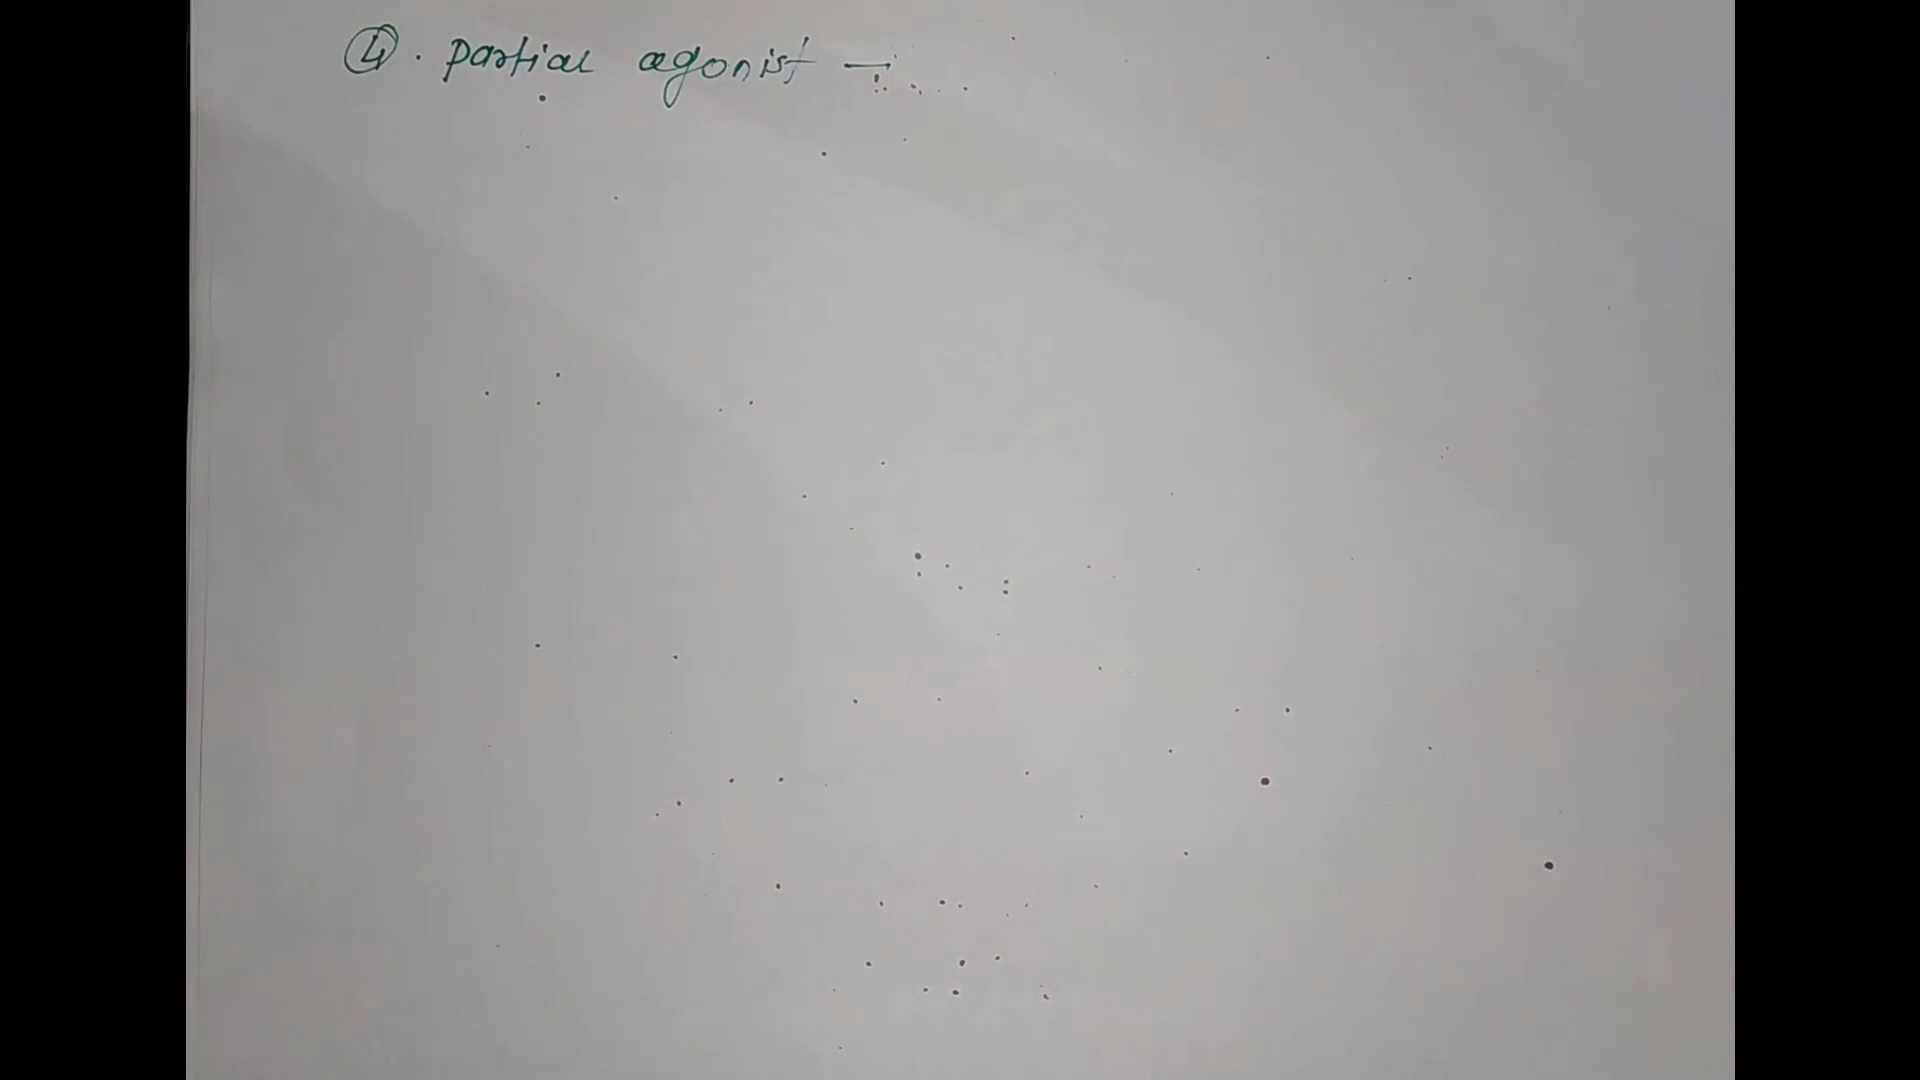 ④. partial agonist —